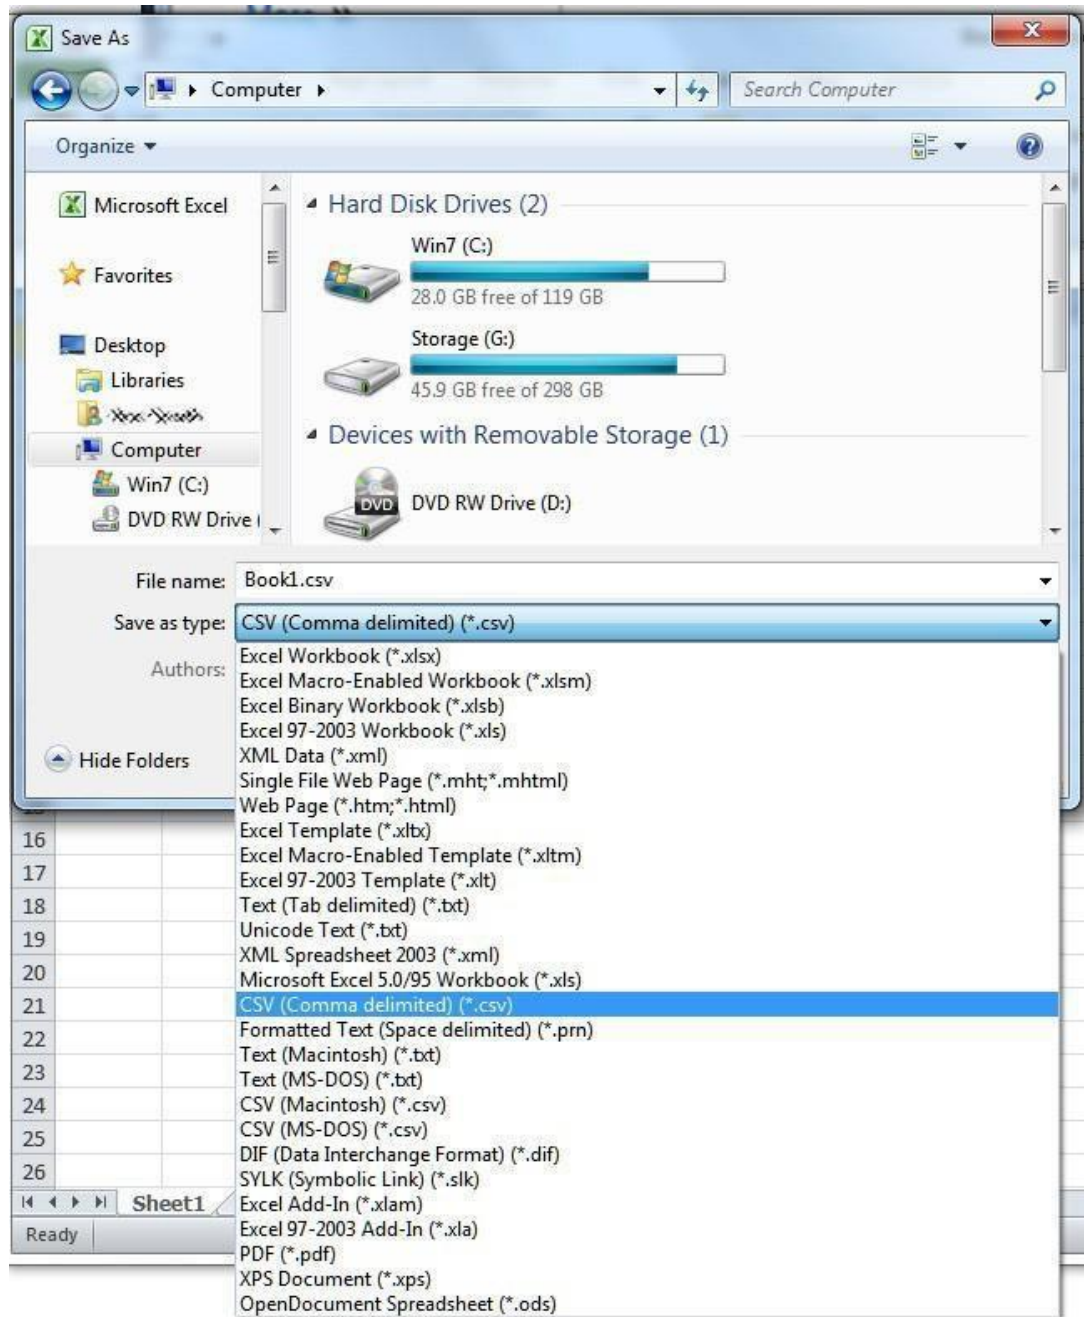 Save As
Computer
Search Computer
Organize
Microsoft Excel
Favorites
Desktop
Libraries
Computer
Win7 (C:)
DVD RW Drive (
Hard Disk Drives (2)
Win7 (C:)
28.0 GB free of 119 GB
Storage (G:)
45.9 GB free of 298 GB
Devices with Removable Storage (1)
DVD
DVD RW Drive (D:)
File name: Book1.csv
Save as type: CSV (Comma delimited) (*.csv)
Authors:
Hide Folders
Excel Workbook (*.xlsx)
Excel Macro-Enabled Workbook (*.xlsm)
Excel Binary Workbook (*.xlsb)
Excel 97-2003 Workbook (*.xls)
XML Data (*.xml)
Single File Web Page (*.mht;*.mhtml)
Web Page (*.htm;*.html)
Excel Template (*.xltx)
Excel Macro-Enabled Template (*.xltm)
Excel 97-2003 Template (*.xlt)
Text (Tab delimited) (*.txt)
Unicode Text (*.txt)
XML Spreadsheet 2003 (*.xml)
Microsoft Excel 5.0/95 Workbook (*.xls)
CSV (Comma delimited) (*.csv)
Formatted Text (Space delimited) (*.prn)
Text (Macintosh) (*.txt)
Text (MS-DOS) (*.txt)
CSV (Macintosh) (*.csv)
CSV (MS-DOS) (*.csv)
DIF (Data Interchange Format) (*.dif)
SYLK (Symbolic Link) (*.slk)
Excel Add-In (*.xlam)
Excel 97-2003 Add-In (*.xla)
PDF (*.pdf)
XPS Document (*.xps)
OpenDocument Spreadsheet (*.ods)
16
17
18
19
20
21
22
23
24
25
26
Sheet1
Ready